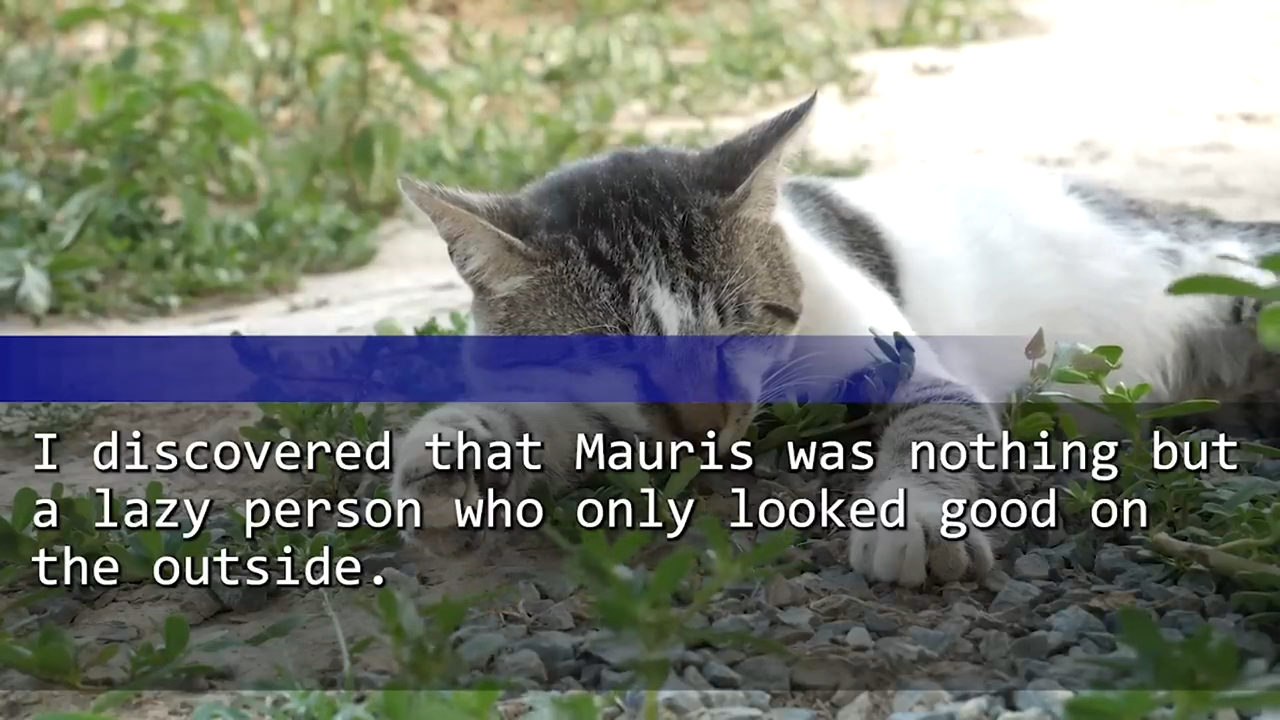 I discovered that Mauris was nothing but
a lazy person who only looked good on
the outside.